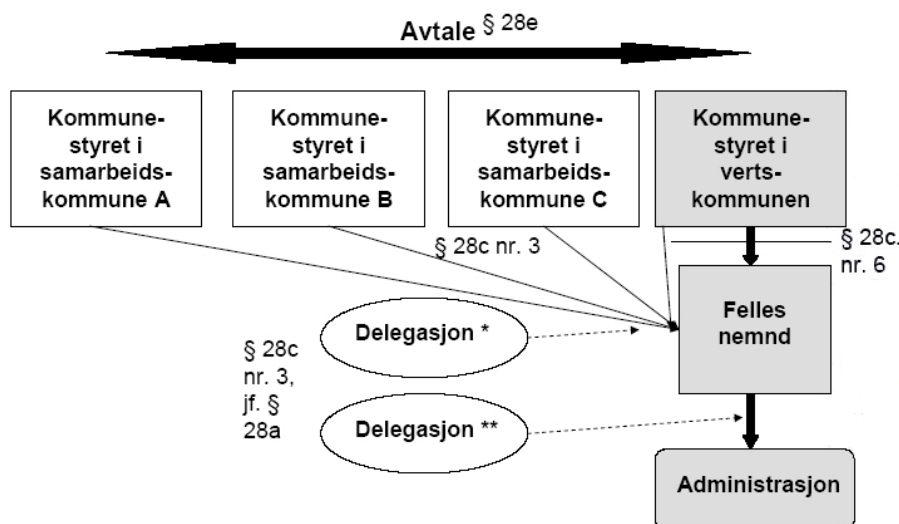 Avtale § 28e
Kommune-
styret i
samarbeids-
kommune A
Kommune-
styret i
samarbeids-
kommune B
Kommune-
styret i
samarbeids-
kommune C
Kommune-
styret i
verts-
kommunen
§ 28c nr. 3
§ 28c.
nr. 6
Felles
nemnd
Delegasjon *
§ 28c
nr. 3,
jf. §
28a
Delegasjon **
Administrasjon